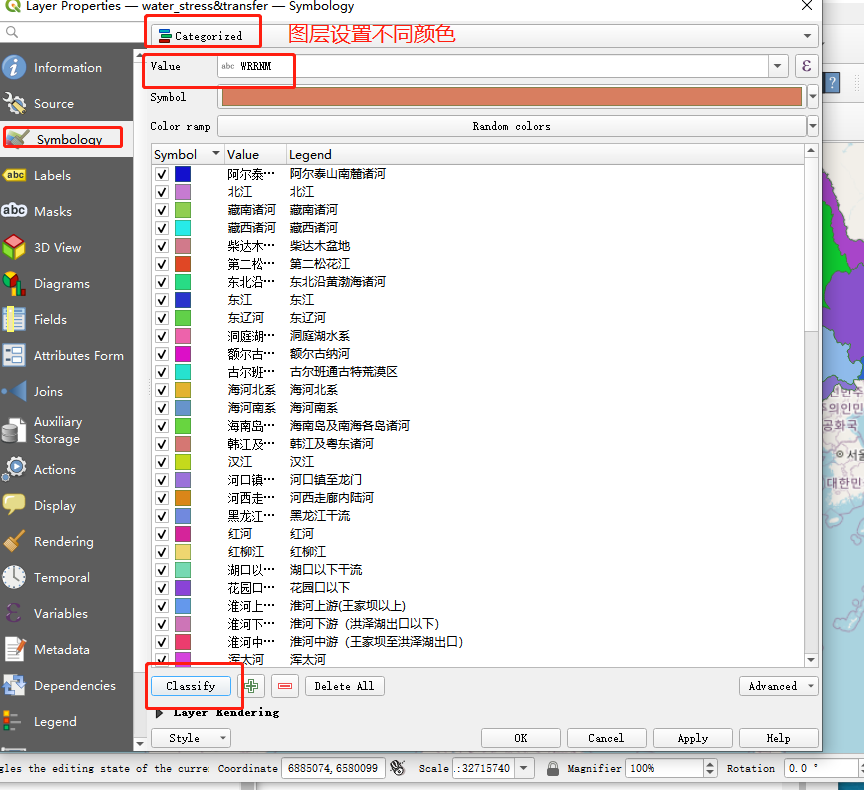 Layer Properties — water_stress&transfer — Symbology
Categorized
图层设置不同颜色
Information
Source
Symbology
Labels
Masks
3D View
Diagrams
Fields
Attributes Form
Joins
Auxiliary
Storage
Actions
Display
Rendering
Temporal
Variables
Metadata
Dependencies
Legend
Value abc WRRNM ε
Symbol
Color ramp Random colors
Symbol Value Legend
阿尔泰… 阿尔泰山南麓诸河
北江 北江
藏南诸河 藏南诸河
藏西诸河 藏西诸河
柴达木… 柴达木盆地
第二松… 第二松花江
东北沿… 东北沿黄渤海诸河
东江 东江
东辽河 东辽河
洞庭湖… 洞庭湖水系
额尔古… 额尔古纳河
古尔班… 古尔班通古特荒漠区
海河北系 海河北系
海河南系 海河南系
海南岛… 海南岛及南海各岛诸河
韩江及… 韩江及粤东诸河
汉江 汉江
河口镇… 河口镇至龙门
河西走… 河西走廊内陆河
黑龙江… 黑龙江干流
红河 红河
红柳江 红柳江
湖口以… 湖口以下干流
花园口… 花园口以下
淮河上… 淮河上游(王家坝以上)
淮河下… 淮河下游（洪泽湖出口以下）
淮河中… 淮河中游（王家坝至洪泽湖出口）
浑太河 浑太河
Classify Delete All Advanced
Layer Rendering
Style OK Cancel Apply Help
?
서울
대한민
공화국
gles the editing state of the curre Coordinate 6885074,6580099 Scale :32715740 Magnifier 100% Rotation 0.0 °